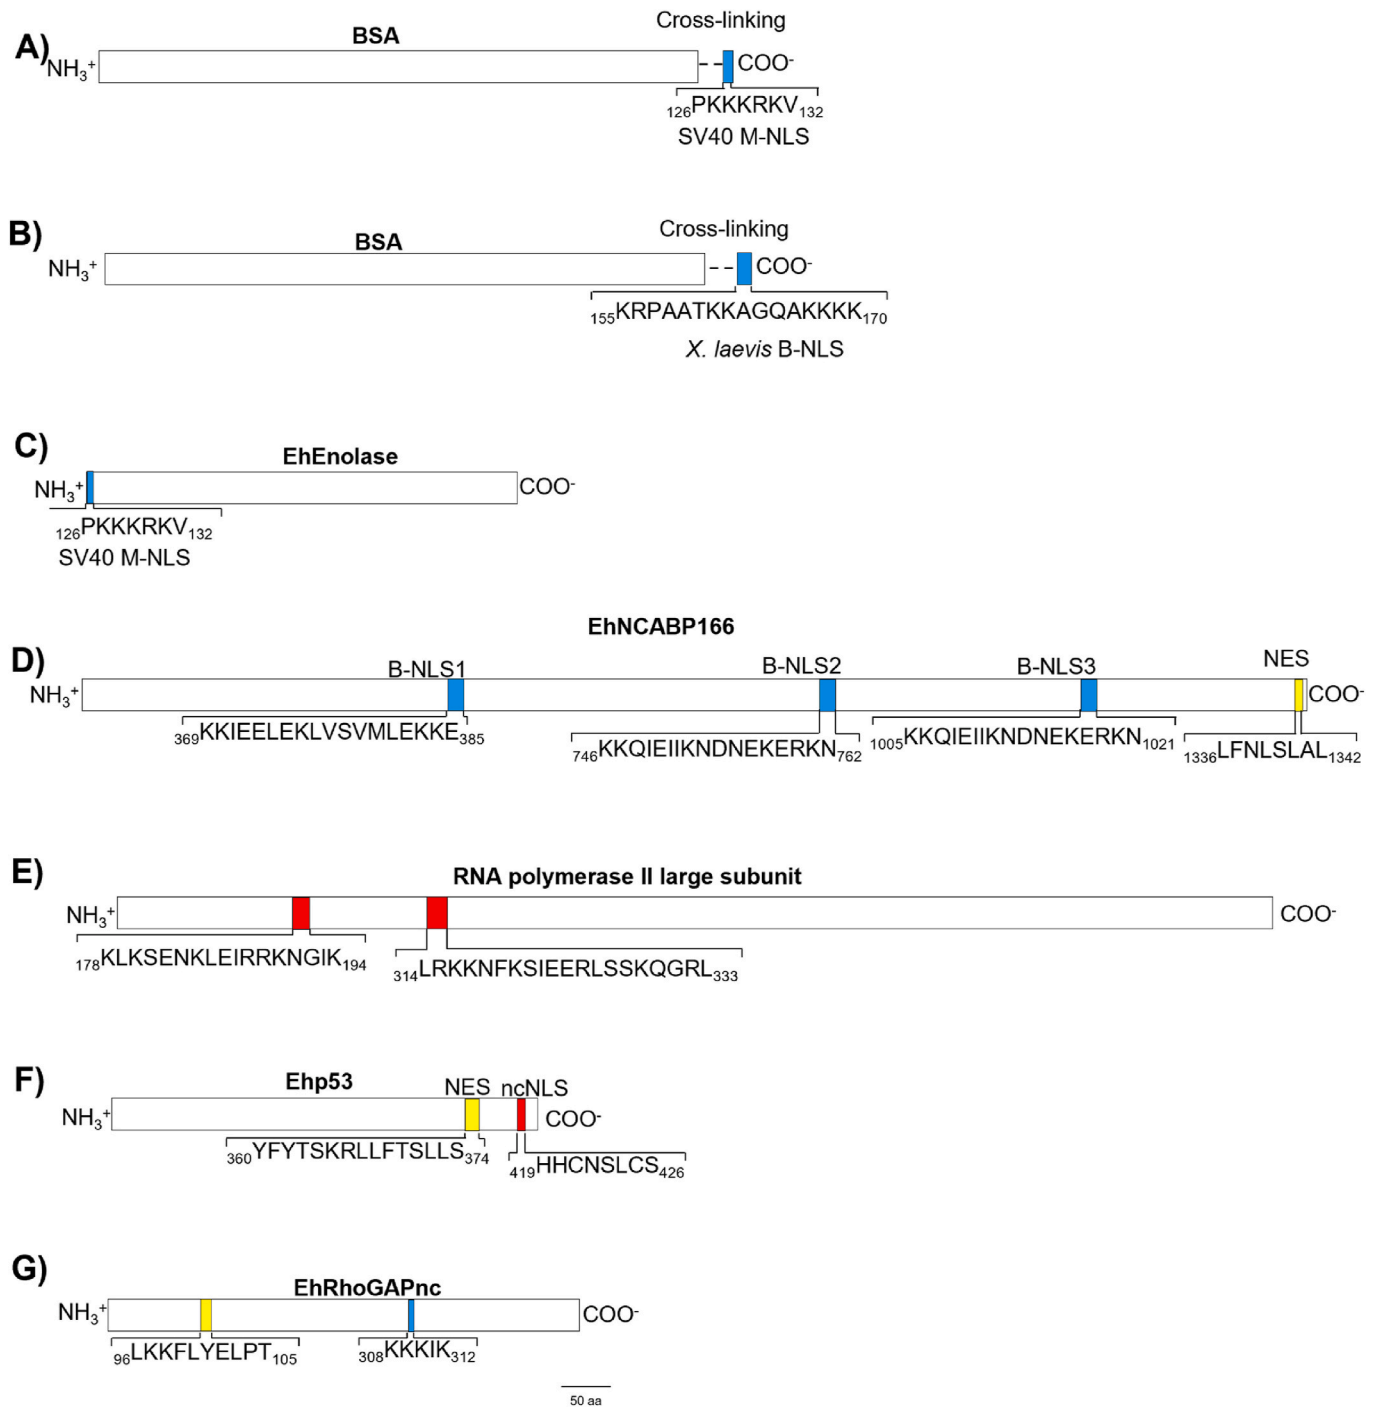 A)
BSA
Cross-linking
NH₃⁺
COO⁻
₁₂₆PKKKRKV₁₃₂
SV40 M-NLS
B)
BSA
Cross-linking
NH₃⁺
COO⁻
₁₅₅KRPAATKKAGQAKKKK₁₇₀
X. laevis B-NLS
C)
EhEnolase
NH₃⁺
COO⁻
₁₂₆PKKKRKV₁₃₂
SV40 M-NLS
EhNCABP166
D)
B-NLS1
B-NLS2
B-NLS3
NES
NH₃⁺
COO⁻
₃₆₉KKIEELEKLVSVMLEKKE₃₈₅
₇₄₆KKQIEIIKNDNEKERKN₇₆₂
₁₀₀₅KKQIEIIKNDNEKERKN₁₀₂₁
₁₃₃₆LFNLSLAL₁₃₄₂
E)
RNA polymerase II large subunit
NH₃⁺
COO⁻
₁₇₈KLKSENKLEIRRKNGIK₁₉₄
₃₁₄LRKKNFKSIEERLSSKQGRL₃₃₃
F)
Ehp53
NES
ncNLS
NH₃⁺
COO⁻
₃₆₀YFYTSKRLLFTSLLS₃₇₄
₄₁₉HHCNSLCS₄₂₆
G)
EhRhoGAPnc
NH₃⁺
COO⁻
₉₆LKKFLYELPT₁₀₅
₃₀₈KKKIK₃₁₂
50 aa